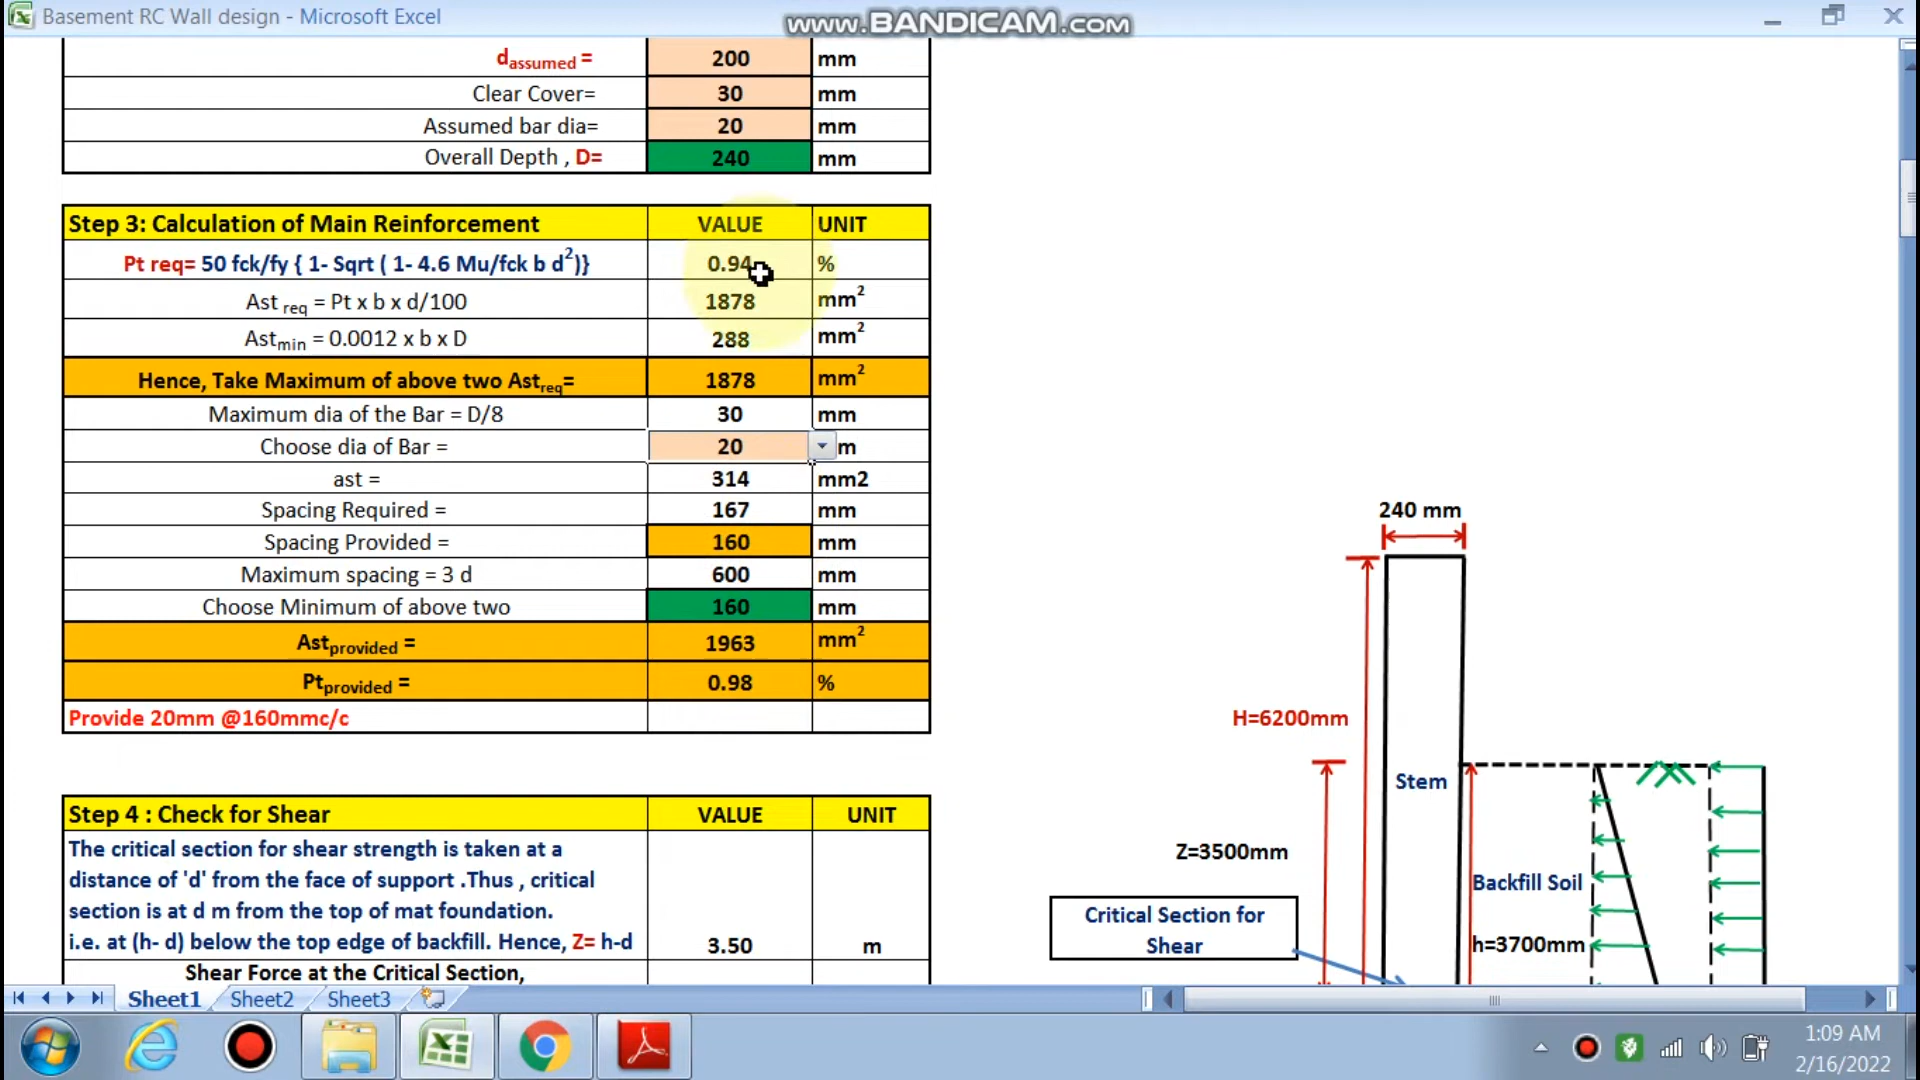 Basement RC Wall design - Microsoft Excel
www.BANDICAM.com
dassumed = 200 mm
Clear Cover= 30 mm
Assumed bar dia= 20 mm
Overall Depth , D= 240 mm
Step 3: Calculation of Main Reinforcement VALUE UNIT
Pt req= 50 fck/fy { 1- Sqrt ( 1- 4.6 Mu/fck b d2)} 0.94 %
Ast req = Pt x b x d/100 1878 mm2
Astmin = 0.0012 x b x D 288 mm2
Hence, Take Maximum of above two Astreq= 1878 mm2
Maximum dia of the Bar = D/8 30 mm
Choose dia of Bar = 20 m
ast = 314 mm2
Spacing Required = 167 mm
Spacing Provided = 160 mm
Maximum spacing = 3 d 600 mm
Choose Minimum of above two 160 mm
Astprovided = 1963 mm2
Ptprovided = 0.98 %
Provide 20mm @160mmc/c
Step 4 : Check for Shear VALUE UNIT
The critical section for shear strength is taken at a
distance of 'd' from the face of support .Thus , critical
section is at d m from the top of mat foundation.
i.e. at (h- d) below the top edge of backfill. Hence, Z= h-d 3.50 m
Shear Force at the Critical Section,
240 mm
H=6200mm
Stem
Z=3500mm
Backfill Soil
Critical Section for
Shear
h=3700mm
Sheet1 Sheet2 Sheet3
1:09 AM
2/16/2022